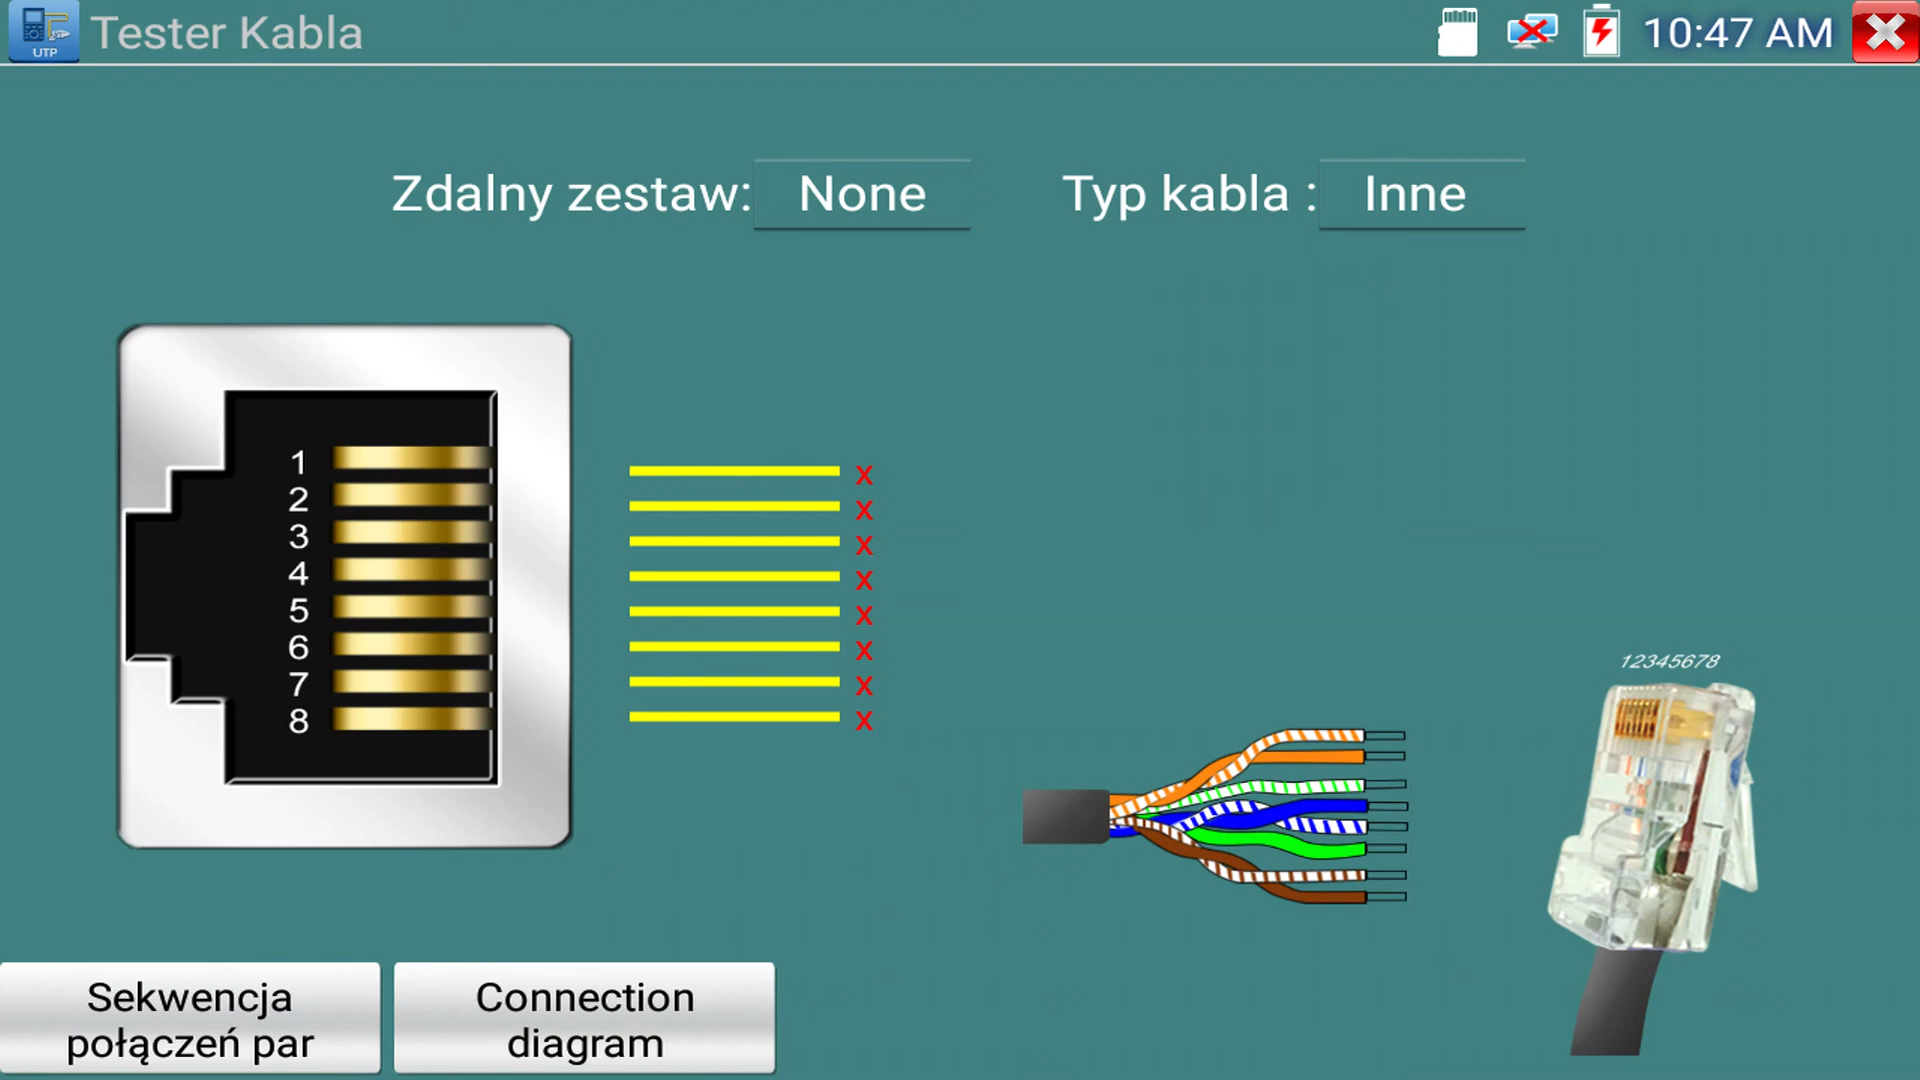 UTP
Tester Kabla
10:47 AM
Zdalny zestaw: None
Typ kabla : Inne
1
2
3
4
5
6
7
8
x
x
x
x
x
x
x
x
12345678
Sekwencja
połączeń par
Connection
diagram